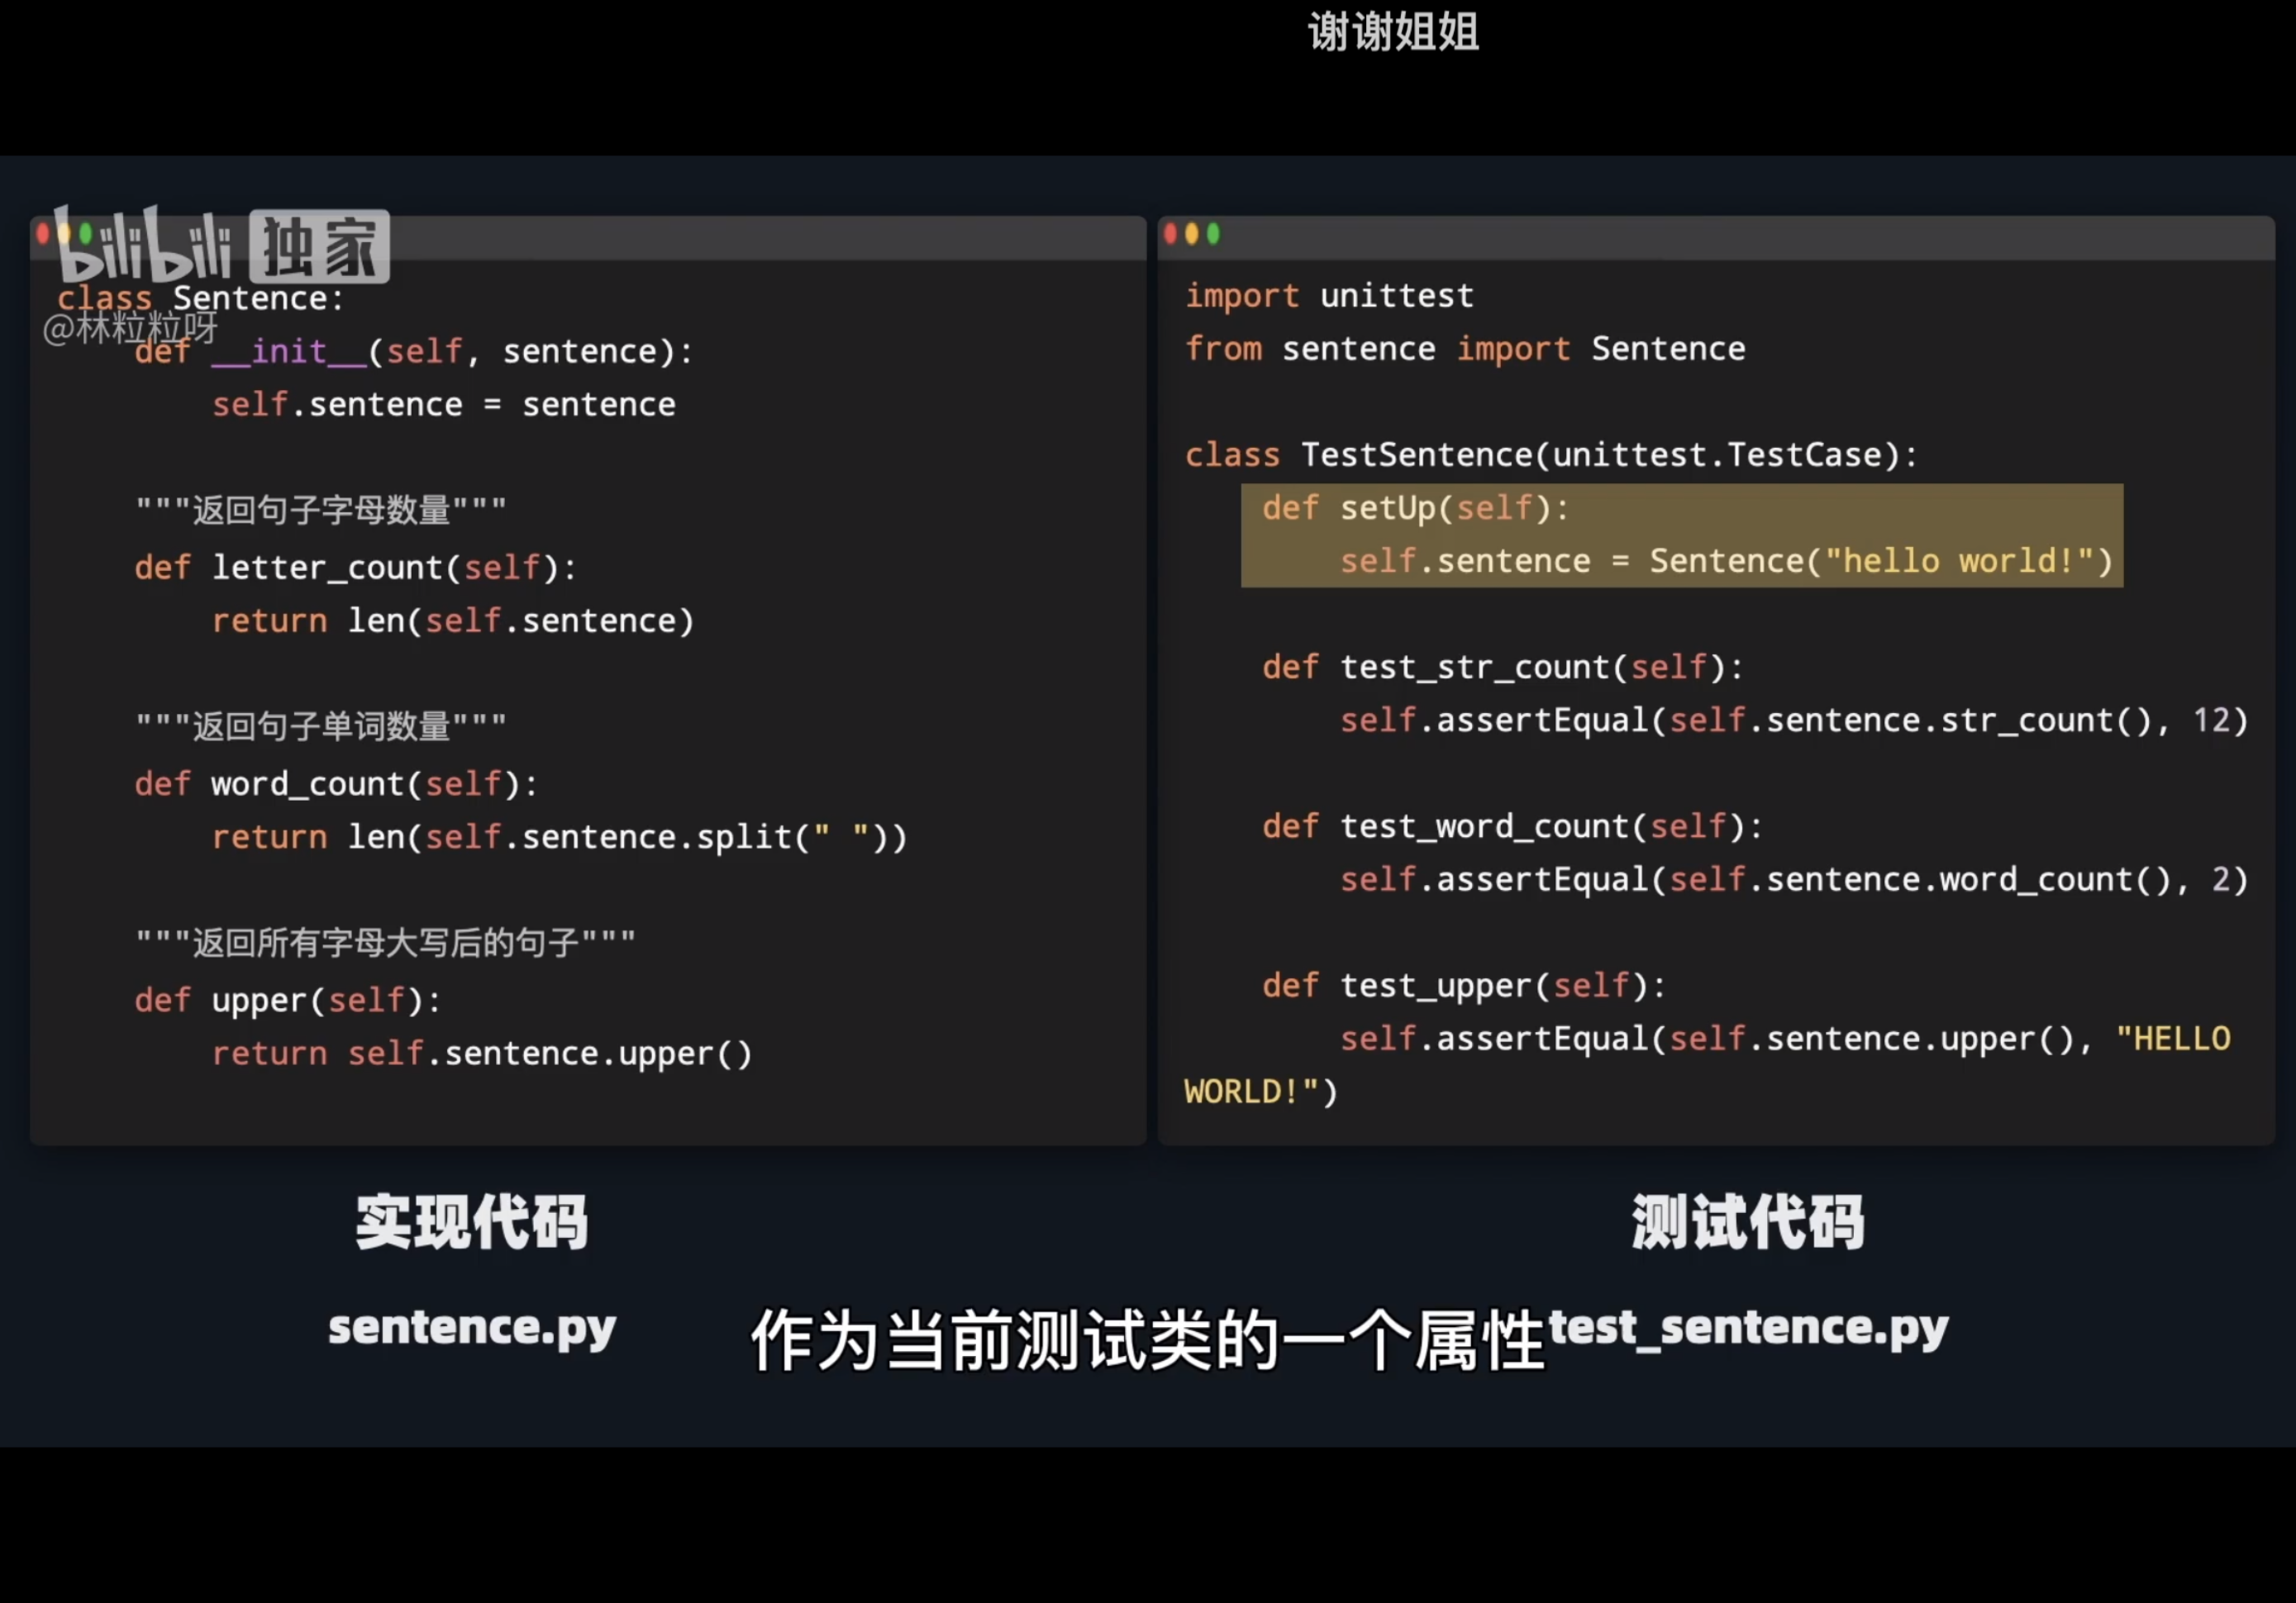 谢谢姐姐
bilibili 独家
@林粒粒呀
class Sentence:
    def __init__(self, sentence):
        self.sentence = sentence

    """返回句子字母数量"""
    def letter_count(self):
        return len(self.sentence)

    """返回句子单词数量"""
    def word_count(self):
        return len(self.sentence.split(" "))

    """返回所有字母大写后的句子"""
    def upper(self):
        return self.sentence.upper()

import unittest
from sentence import Sentence

class TestSentence(unittest.TestCase):
    def setUp(self):
        self.sentence = Sentence("hello world!")

    def test_str_count(self):
        self.assertEqual(self.sentence.str_count(), 12)

    def test_word_count(self):
        self.assertEqual(self.sentence.word_count(), 2)

    def test_upper(self):
        self.assertEqual(self.sentence.upper(), "HELLO
WORLD!")
实现代码
测试代码
sentence.py
test_sentence.py
作为当前测试类的一个属性